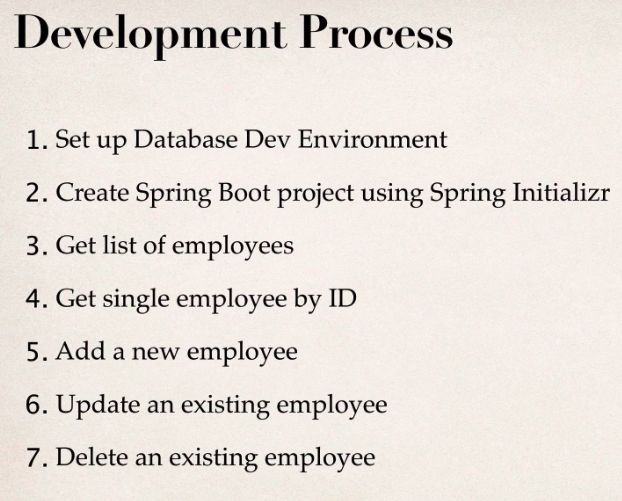 Development Process
1. Set up Database Dev Environment
2. Create Spring Boot project using Spring Initializr
3. Get list of employees
4. Get single employee by ID
5. Add a new employee
6. Update an existing employee
7. Delete an existing employee